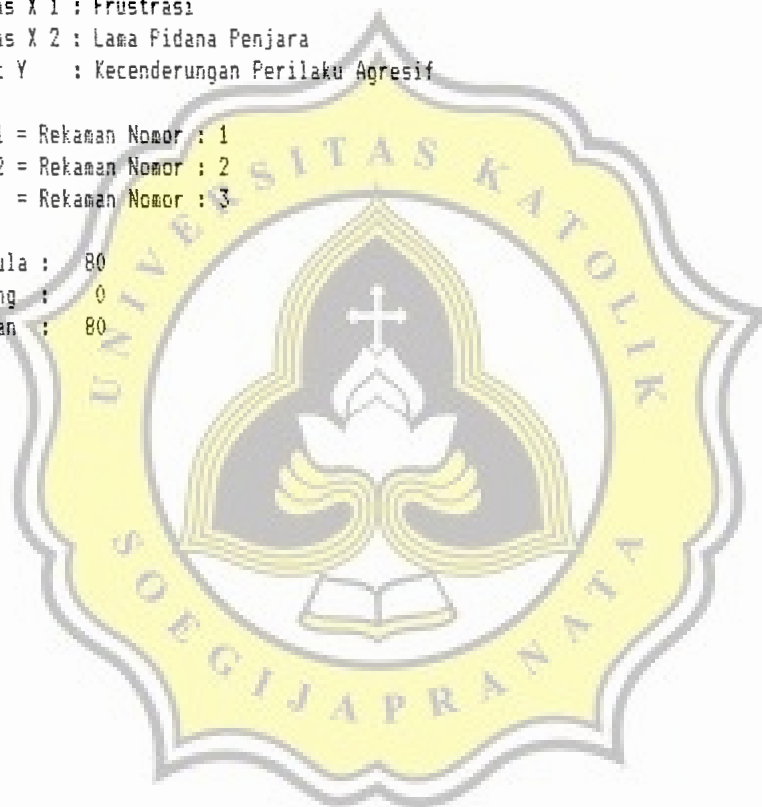 as X 1 : Frustrasi
as X 2 : Lama Pidana Penjara
t Y : Kecenderungan Perilaku Agresif
1 = Rekaman Nomor : 1
2 = Rekaman Nomor : 2
= Rekaman Nomor : 3
ula : 80
ng : 0
an : 80
UNIVERSITAS KATOLIK
SOEGIJAPRANATA